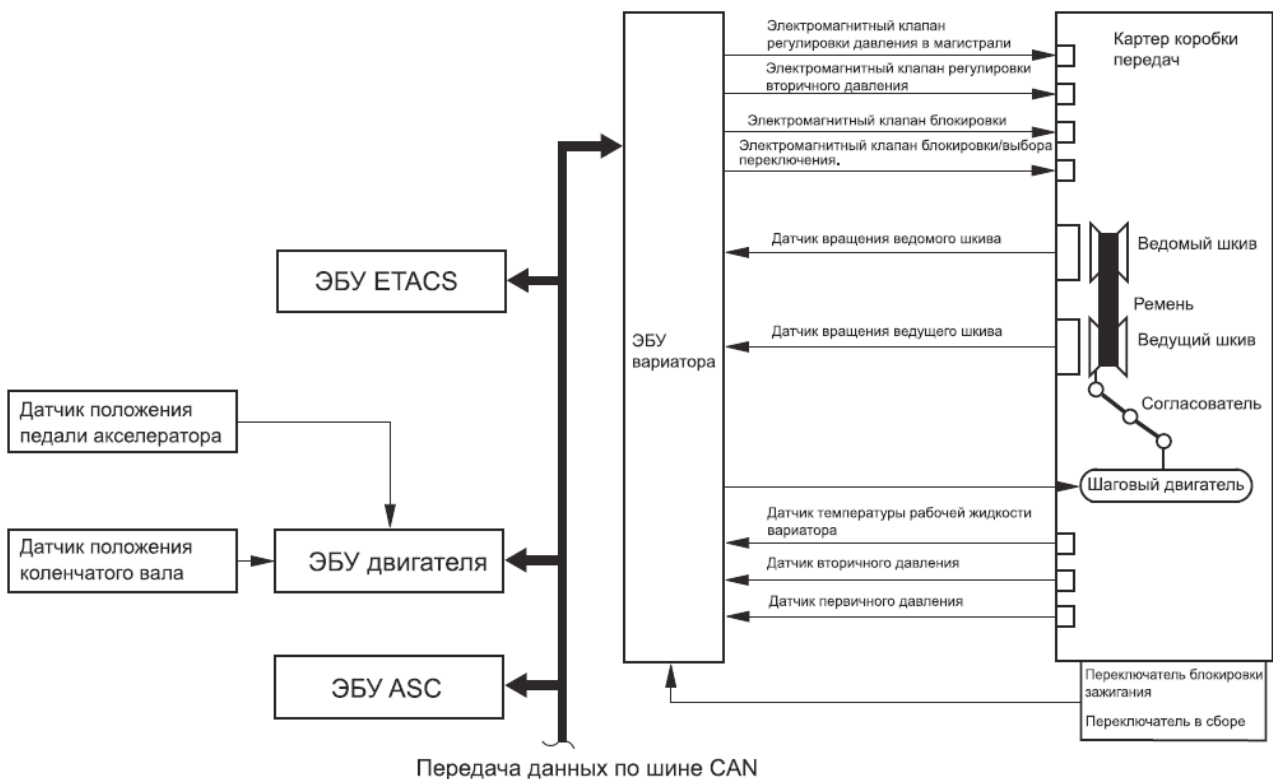 Электромагнитный клапан
регулировки давления в магистрали
Электромагнитный клапан регулировки
вторичного давления
Электромагнитный клапан блокировки
Электромагнитный клапан блокировки/выбора
переключения.
Картер коробки
передач
Датчик вращения ведомого шкива
Ведомый шкив
ЭБУ ETACS
Ремень
Датчик вращения ведущего шкива
Ведущий шкив
ЭБУ
вариатора
Согласователь
Датчик положения
педали акселератора
Шаговый двигатель
Датчик температуры рабочей жидкости
вариатора
Датчик положения
коленчатого вала
ЭБУ двигателя
Датчик вторичного давления
Датчик первичного давления
ЭБУ ASC
Переключатель блокировки
зажигания
Переключатель в сборе
Передача данных по шине CAN